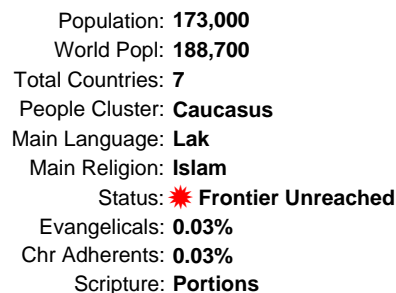 Population: 173,000
World Popl: 188,700
Total Countries: 7
People Cluster: Caucasus
Main Language: Lak
Main Religion: Islam
Status: Frontier Unreached
Evangelicals: 0.03%
Chr Adherents: 0.03%
Scripture: Portions